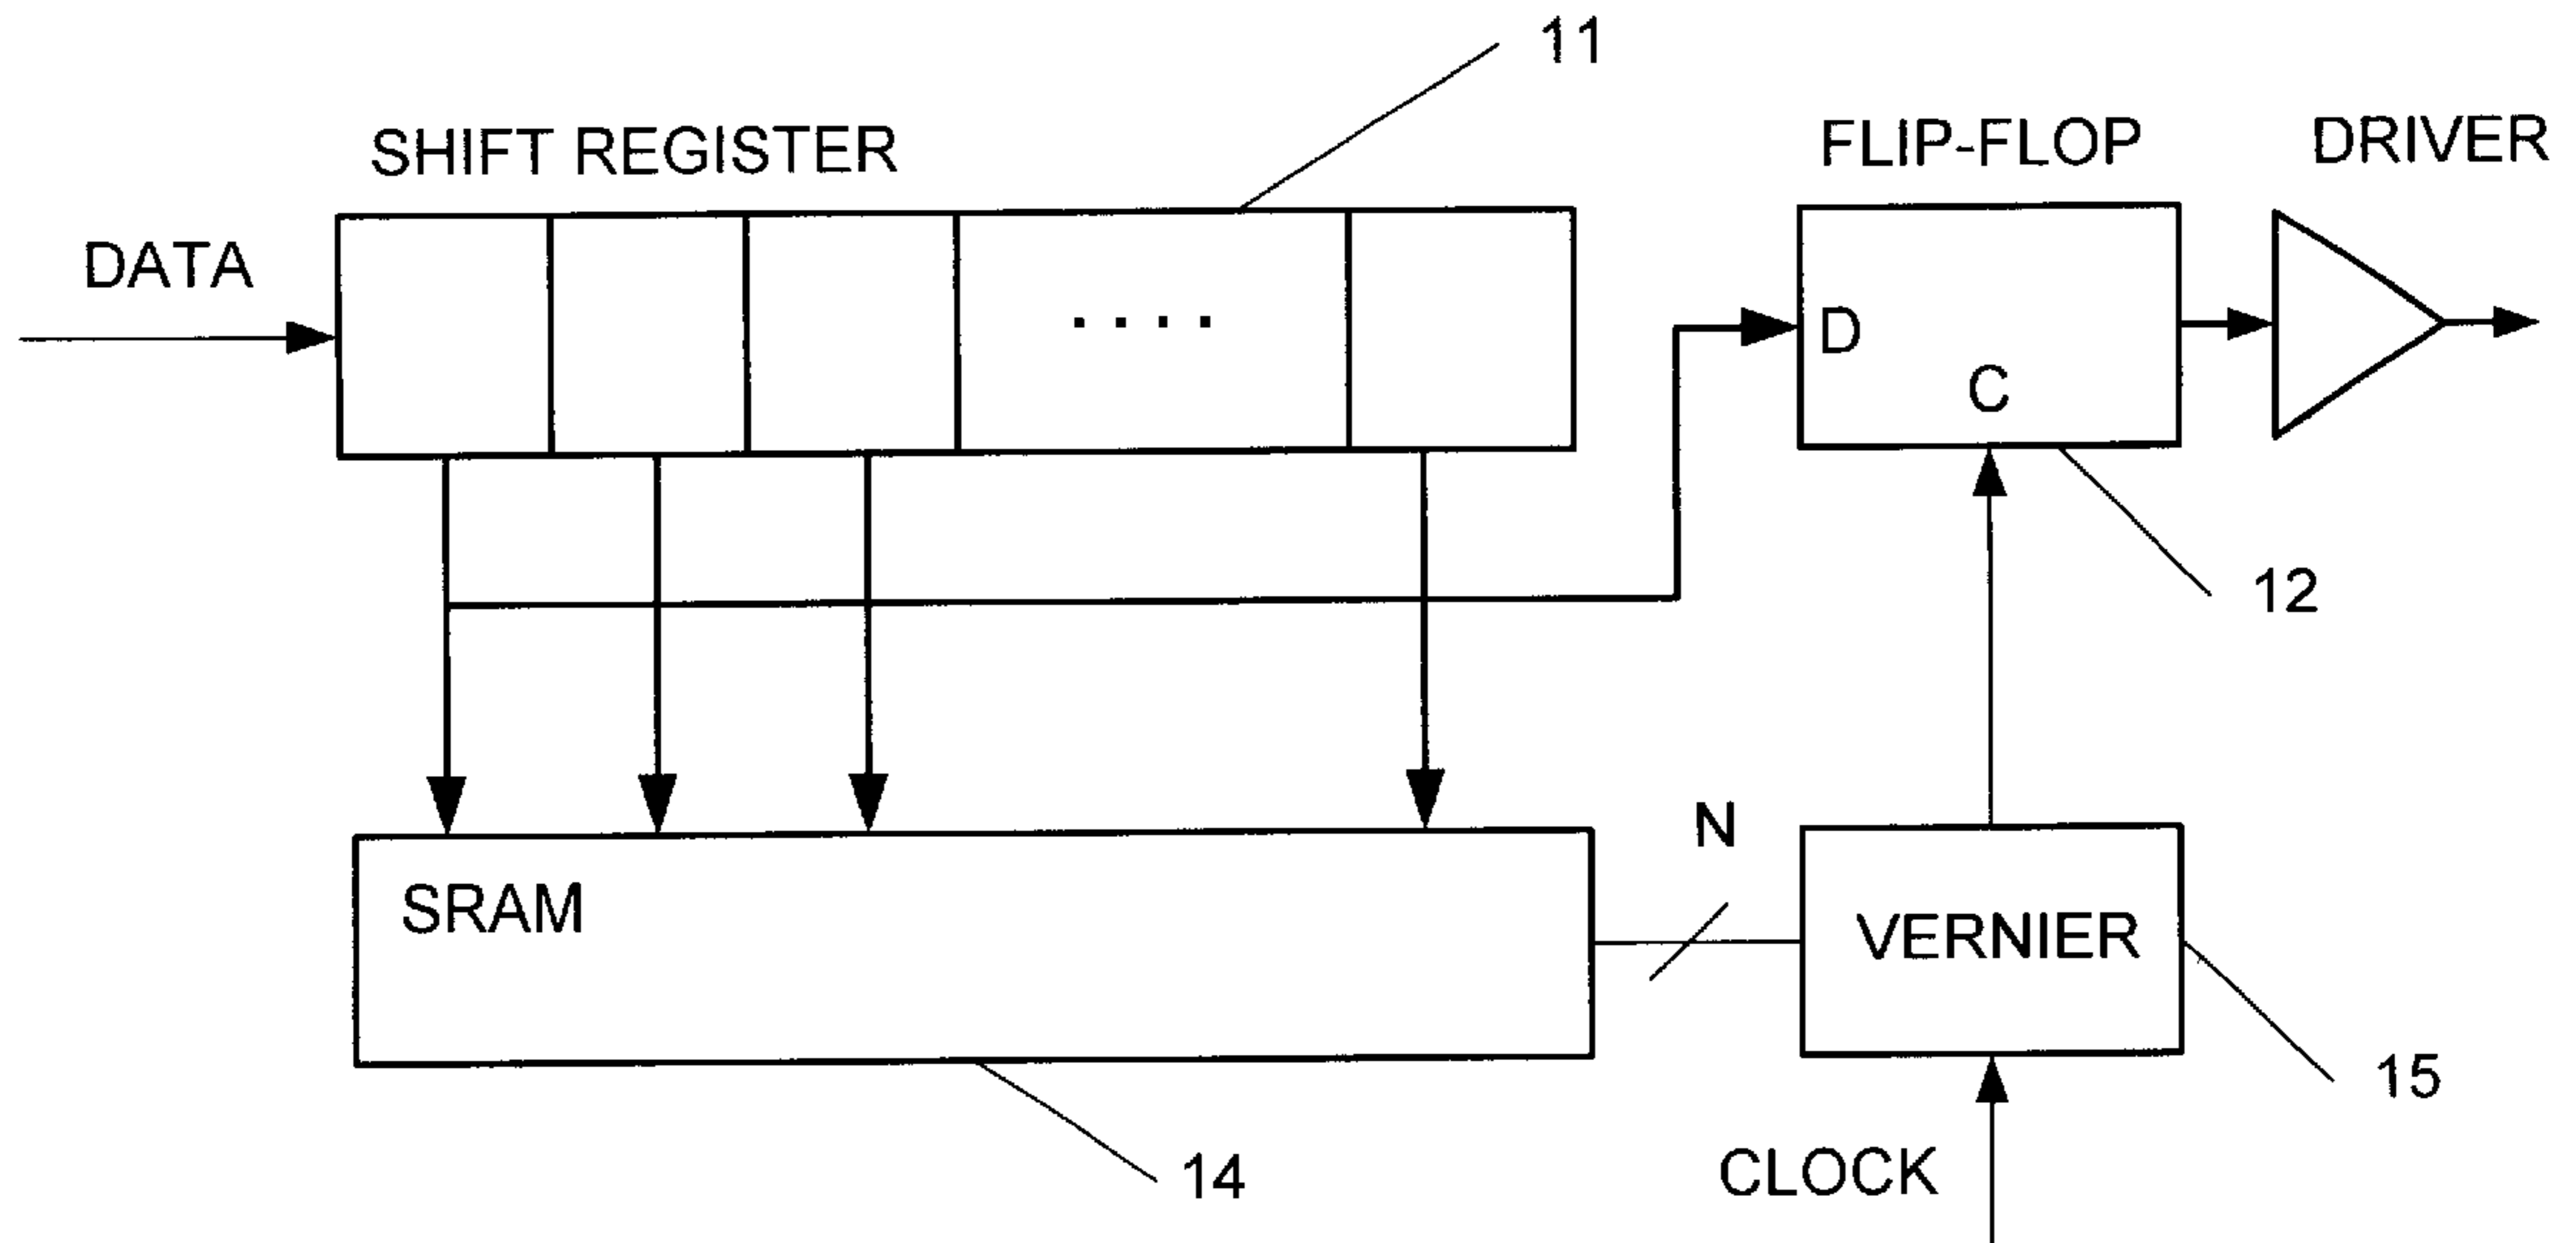 11
SHIFT REGISTER
FLIP-FLOP
DRIVER
DATA
. . . .
D
C
12
N
SRAM
VERNIER
15
14
CLOCK